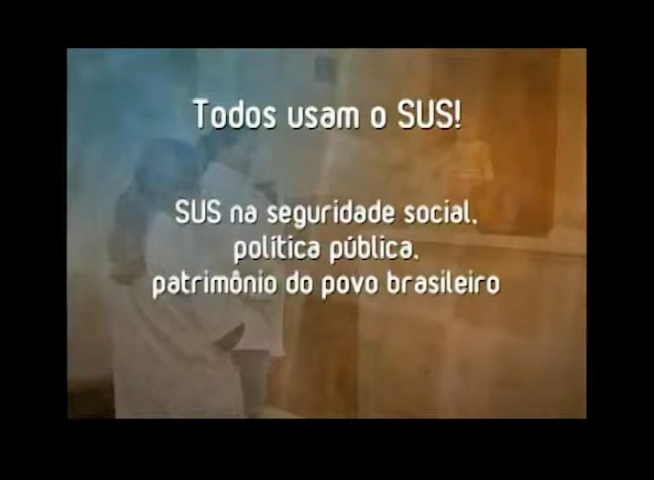 Todos usam o SUS!
SUS na seguridade social,
política pública,
patrimônio do povo brasileiro